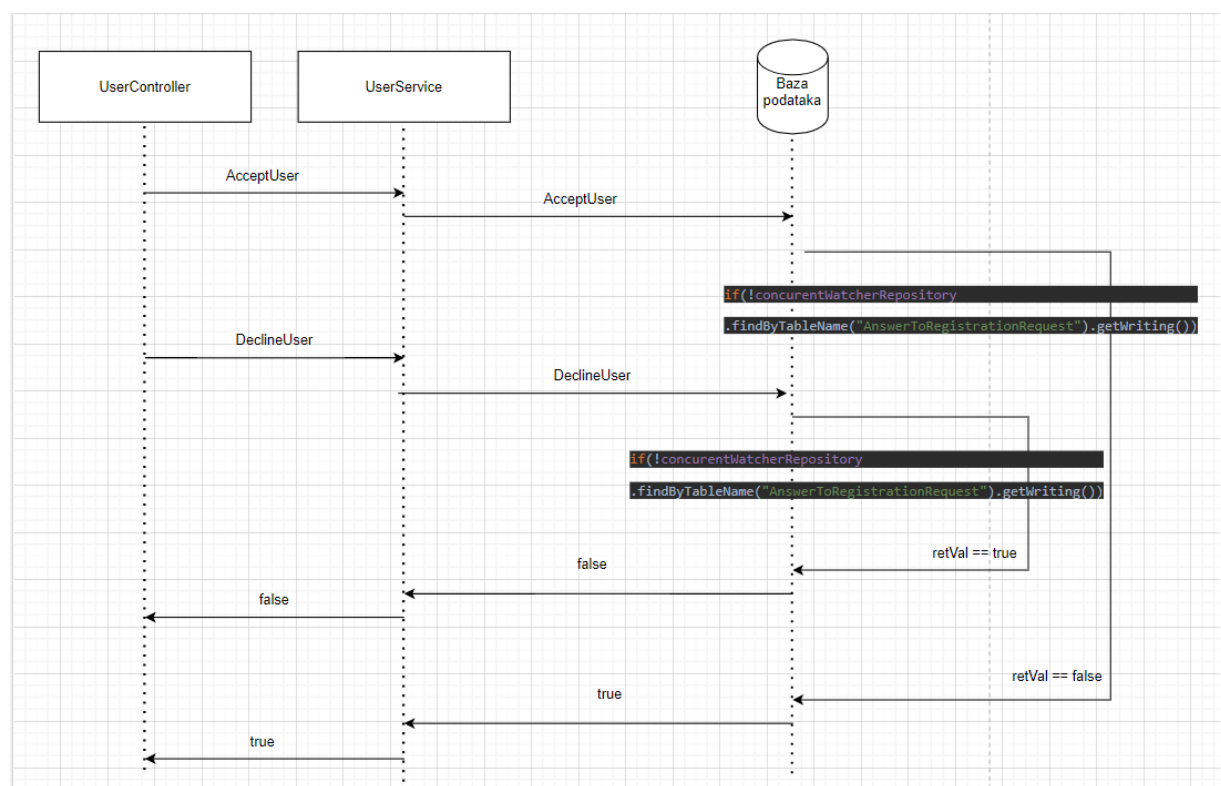 UserController
UserService
Baza
podataka
AcceptUser
AcceptUser
if(!concurentWatcherRepository
.findByTableName("AnswerToRegistrationRequest").getWriting())
DeclineUser
DeclineUser
if(!concurentWatcherRepository
.findByTableName("AnswerToRegistrationRequest").getWriting())
retVal == true
false
false
retVal == false
true
true